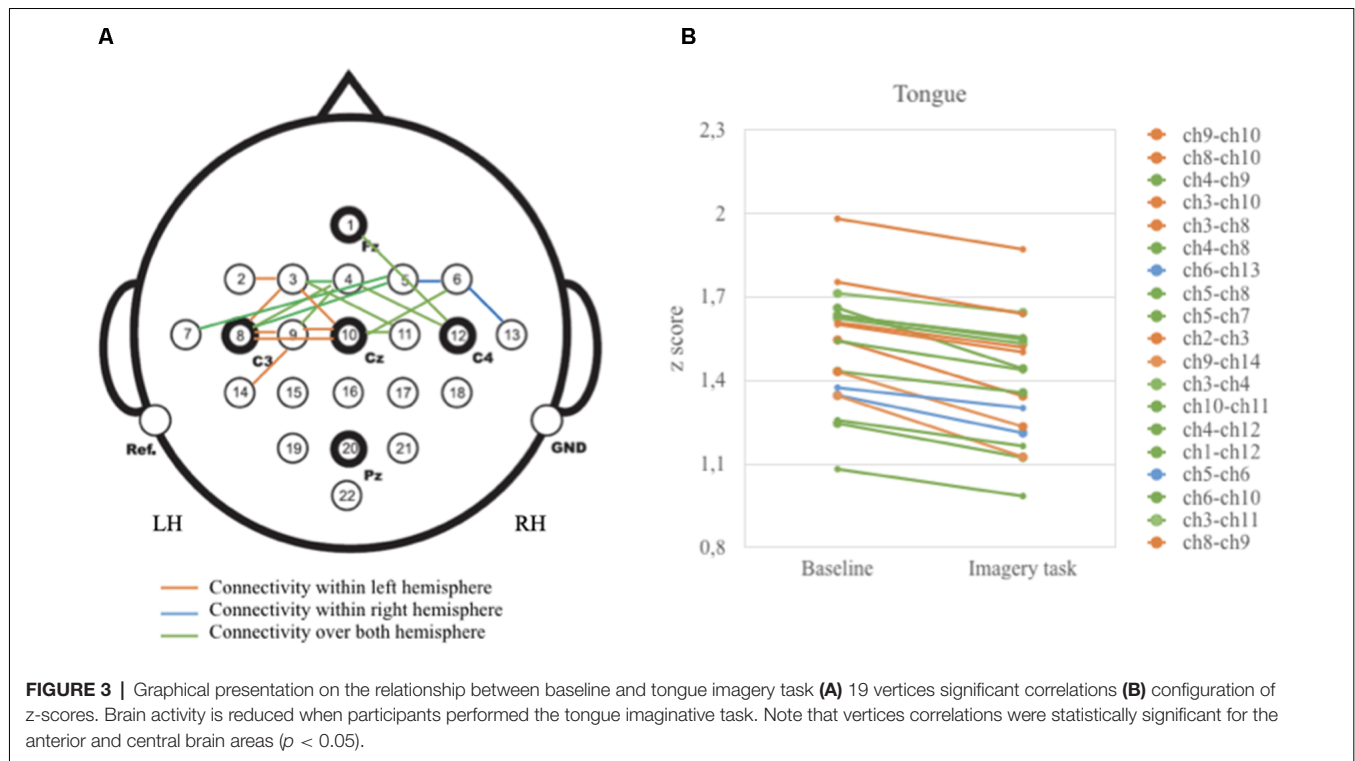 A
B
1
Fz
2 3 4 5 6
7 8 9 10 11 12 13
C3 Cz C4
14 15 16 17 18
Ref. GND
19 20 21
Pz
22
LH RH
Connectivity within left hemisphere
Connectivity within right hemisphere
Connectivity over both hemisphere
Tongue
z score
2,3
2
1,7
1,4
1,1
0,8
Baseline Imagery task
ch9-ch10
ch8-ch10
ch4-ch9
ch3-ch10
ch3-ch8
ch4-ch8
ch6-ch13
ch5-ch8
ch5-ch7
ch2-ch3
ch9-ch14
ch3-ch4
ch10-ch11
ch4-ch12
ch1-ch12
ch5-ch6
ch6-ch10
ch3-ch11
ch8-ch9
FIGURE 3 | Graphical presentation on the relationship between baseline and tongue imagery task (A) 19 vertices significant correlations (B) configuration of
z-scores. Brain activity is reduced when participants performed the tongue imaginative task. Note that vertices correlations were statistically significant for the
anterior and central brain areas (p < 0.05).